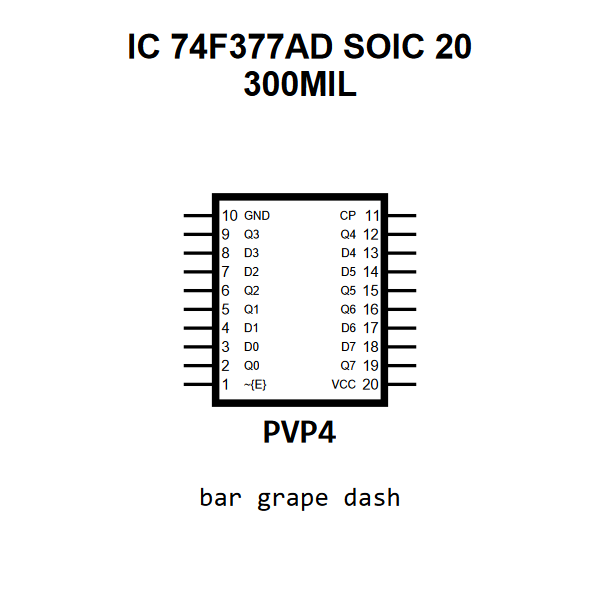 IC 74F377AD SOIC 20
300MIL
10 GND CP 11
9 Q3 Q4 12
8 D3 D4 13
7 D2 D5 14
6 Q2 Q5 15
5 Q1 Q6 16
4 D1 D6 17
3 D0 D7 18
2 Q0 Q7 19
1 ~{E} VCC 20
PVP4
bar grape dash